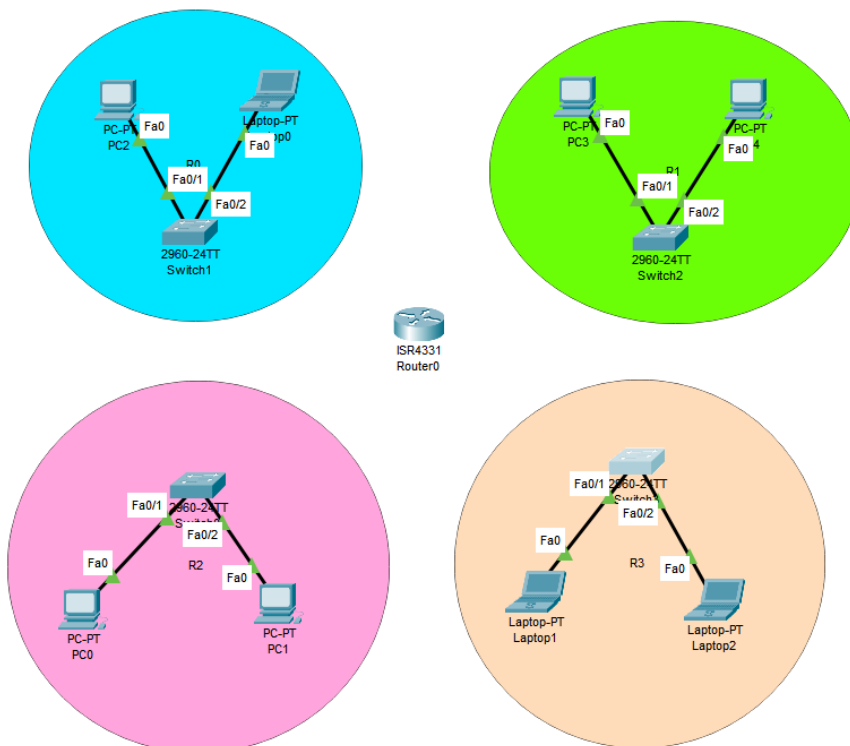 PC-PT
PC2
Fa0
Laptop-PT
Fa0
R0
Fa0/1
Fa0/2
2960-24TT
Switch1
PC-PT
PC3
Fa0
PC-PT
Fa0
R1
Fa0/1
Fa0/2
2960-24TT
Switch2
ISR4331
Router0
2960-24TT
Fa0/1
Fa0/2
Fa0
Fa0
R2
PC-PT
PC0
PC-PT
PC1
2960-24TT
Fa0/1
Fa0/2
Fa0
Fa0
R3
Laptop-PT
Laptop1
Laptop-PT
Laptop2